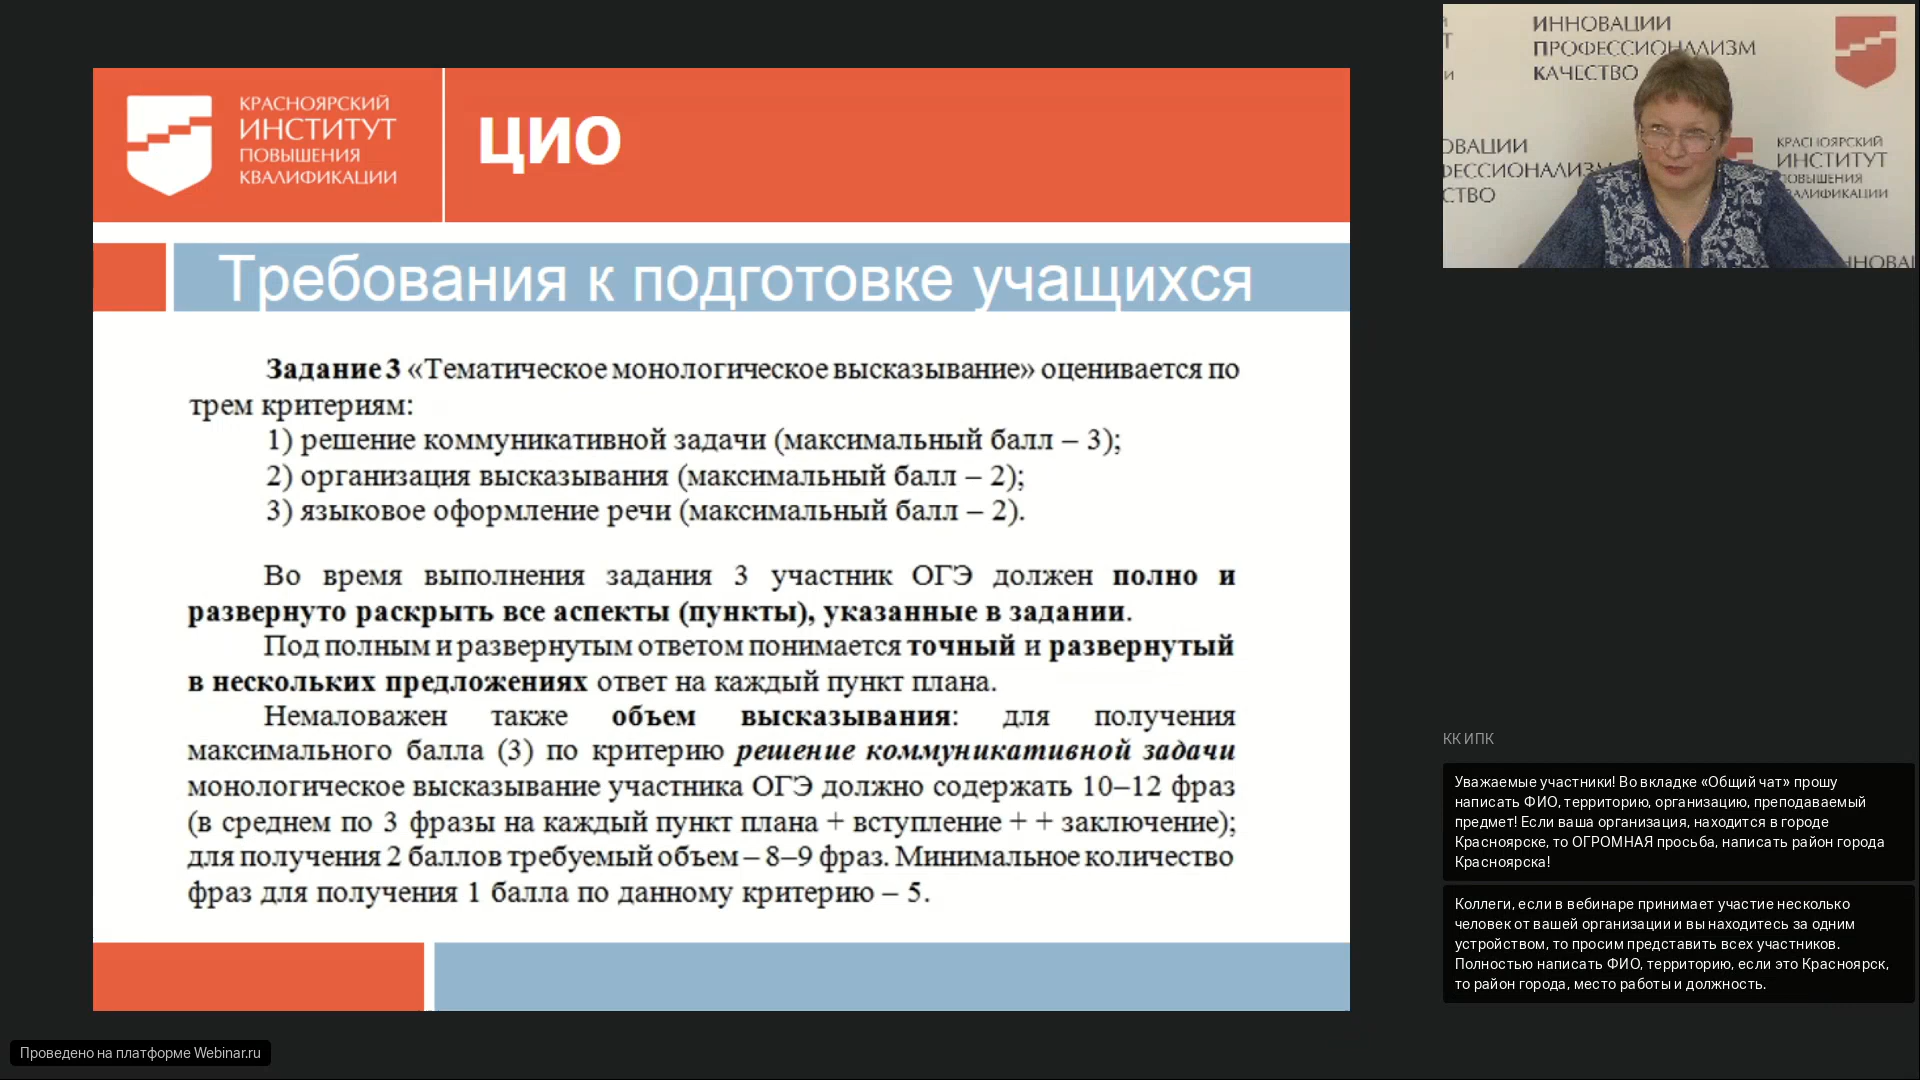 КРАСНОЯРСКИЙ
ИНСТИТУТ
ПОВЫШЕНИЯ
КВАЛИФИКАЦИИ
ЦИО
Требования к подготовке учащихся
Задание 3 «Тематическое монологическое высказывание» оценивается по
трем критериям:
1) решение коммуникативной задачи (максимальный балл – 3);
2) организация высказывания (максимальный балл – 2);
3) языковое оформление речи (максимальный балл – 2).
Во время выполнения задания 3 участник ОГЭ должен полно и
развернуто раскрыть все аспекты (пункты), указанные в задании.
Под полным и развернутым ответом понимается точный и развернутый
в нескольких предложениях ответ на каждый пункт плана.
Немаловажен также объем высказывания: для получения
максимального балла (3) по критерию решение коммуникативной задачи
монологическое высказывание участника ОГЭ должно содержать 10–12 фраз
(в среднем по 3 фразы на каждый пункт плана + вступление + + заключение);
для получения 2 баллов требуемый объем – 8–9 фраз. Минимальное количество
фраз для получения 1 балла по данному критерию – 5.
ИННОВАЦИИ
ПРОФЕССИОНАЛИЗМ
КАЧЕСТВО
ОВАЦИИ
ФЕССИОНАЛИЗМ
СТВО
КРАСНОЯРСКИЙ
ИНСТИТУТ
ПОВЫШЕНИЯ
КВАЛИФИКАЦИИ
КК ИПК
Уважаемые участники! Во вкладке «Общий чат» прошу
написать ФИО, территорию, организацию, преподаваемый
предмет! Если ваша организация, находится в городе
Красноярске, то ОГРОМНАЯ просьба, написать район города
Красноярска!
Коллеги, если в вебинаре принимает участие несколько
человек от вашей организации и вы находитесь за одним
устройством, то просим представить всех участников.
Полностью написать ФИО, территорию, если это Красноярск,
то район города, место работы и должность.
Проведено на платформе Webinar.ru